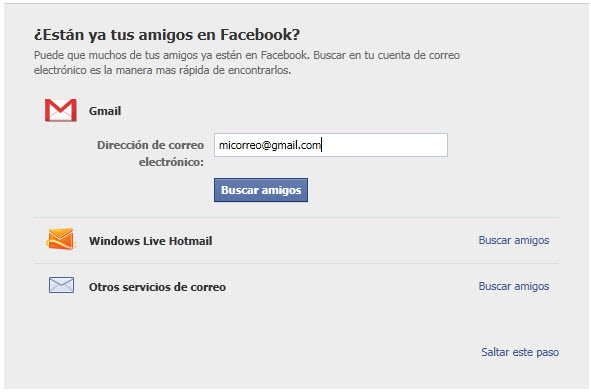 ¿Están ya tus amigos en Facebook?
Puede que muchos de tus amigos ya estén en Facebook. Buscar en tu cuenta de correo
electrónico es la manera mas rápida de encontrarlos.
Gmail
Dirección de correo
electrónico:
micorreo@gmail.com
Buscar amigos
Windows Live Hotmail
Buscar amigos
Otros servicios de correo
Buscar amigos
Saltar este paso